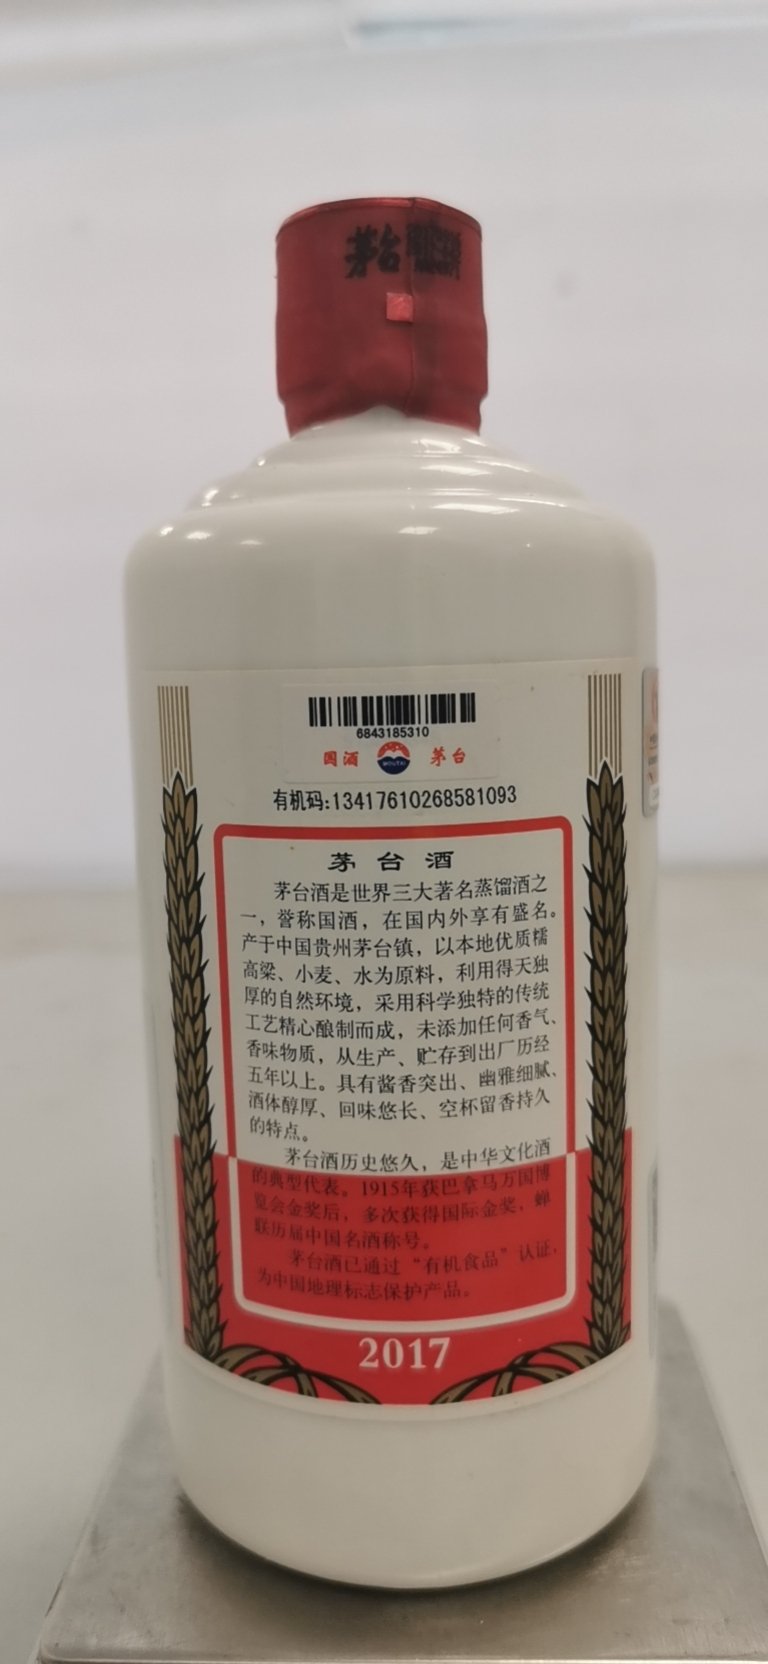 茅台
6843185310
国酒 MOUTAI 茅台
有机码:13417610268581093
茅台酒
茅台酒是世界三大著名蒸馏酒之
一，誉称国酒，在国内外享有盛名。
产于中国贵州茅台镇，以本地优质糯
高粱、小麦、水为原料，利用得天独
厚的自然环境，采用科学独特的传统
工艺精心酿制而成，未添加任何香气、
香味物质，从生产、贮存到出厂历经
五年以上。具有酱香突出、幽雅细腻、
酒体醇厚、回味悠长、空杯留香持久
的特点。
茅台酒历史悠久，是中华文化酒
的典型代表。1915年获巴拿马万国博
览会金奖后，多次获得国际金奖，蝉
联历届中国名酒称号。
茅台酒已通过“有机食品”认证，
为中国地理标志保护产品。
2017